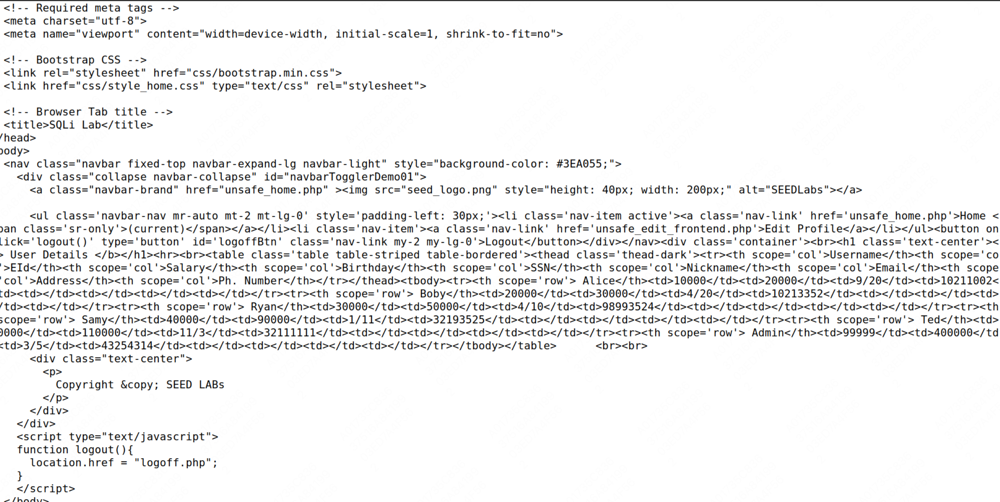 <!-- Required meta tags -->
<meta charset="utf-8">
<meta name="viewport" content="width=device-width, initial-scale=1, shrink-to-fit=no">
<!-- Bootstrap CSS -->
<link rel="stylesheet" href="css/bootstrap.min.css">
<link href="css/style_home.css" type="text/css" rel="stylesheet">
<!-- Browser Tab title -->
<title>SQLi Lab</title>
/head>
body>
<nav class="navbar fixed-top navbar-expand-lg navbar-light" style="background-color: #3EA055;">
<div class="collapse navbar-collapse" id="navbarTogglerDemo01">
<a class="navbar-brand" href="unsafe_home.php" ><img src="seed_logo.png" style="height: 40px; width: 200px;" alt="SEEDLabs"></a>
<ul class='navbar-nav mr-auto mt-2 mt-lg-0' style='padding-left: 30px;'><li class='nav-item active'><a class='nav-link' href='unsafe_home.php'>Home <
pan class='sr-only'>(current)</span></a></li><li class='nav-item'><a class='nav-link' href='unsafe_edit_frontend.php'>Edit Profile</a></li></ul><button on
lick='logout()' type='button' id='logoffBtn' class='nav-link my-2 my-lg-0'>Logout</button></div></nav><div class='container'><br><h1 class='text-center'><
> User Details </b></h1><hr><br><table class='table table-striped table-bordered'><thead class='thead-dark'><tr><th scope='col'>Username</th><th scope='co
'>EId</th><th scope='col'>Salary</th><th scope='col'>Birthday</th><th scope='col'>SSN</th><th scope='col'>Nickname</th><th scope='col'>Email</th><th scope
'col'>Address</th><th scope='col'>Ph. Number</th></tr></thead><tbody><tr><th scope='row'> Alice</th><td>10000</td><td>20000</td><td>9/20</td><td>10211002<
td><td></td><td></td><td></td><td></td></tr><tr><th scope='row'> Boby</th><td>20000</td><td>30000</td><td>4/20</td><td>10213352</td><td></td><td></td><td>
/td><td></td></tr><tr><th scope='row'> Ryan</th><td>30000</td><td>50000</td><td>4/10</td><td>98993524</td><td></td><td></td><td></td><td></td></tr><tr><th
scope='row'> Samy</th><td>40000</td><td>90000</td><td>1/11</td><td>32193525</td><td></td><td></td><td></td><td></td></tr><tr><th scope='row'> Ted</th><td>
0000</td><td>110000</td><td>11/3</td><td>32111111</td><td></td><td></td><td></td><td></td></tr><tr><th scope='row'> Admin</th><td>99999</td><td>400000</td
<td>3/5</td><td>43254314</td><td></td><td></td><td></td><td></td></tr></tbody></table>      <br><br>
<div class="text-center">
<p>
Copyright &copy; SEED LABs
</p>
</div>
</div>
<script type="text/javascript">
function logout(){
location.href = "logoff.php";
}
</script>
</body>